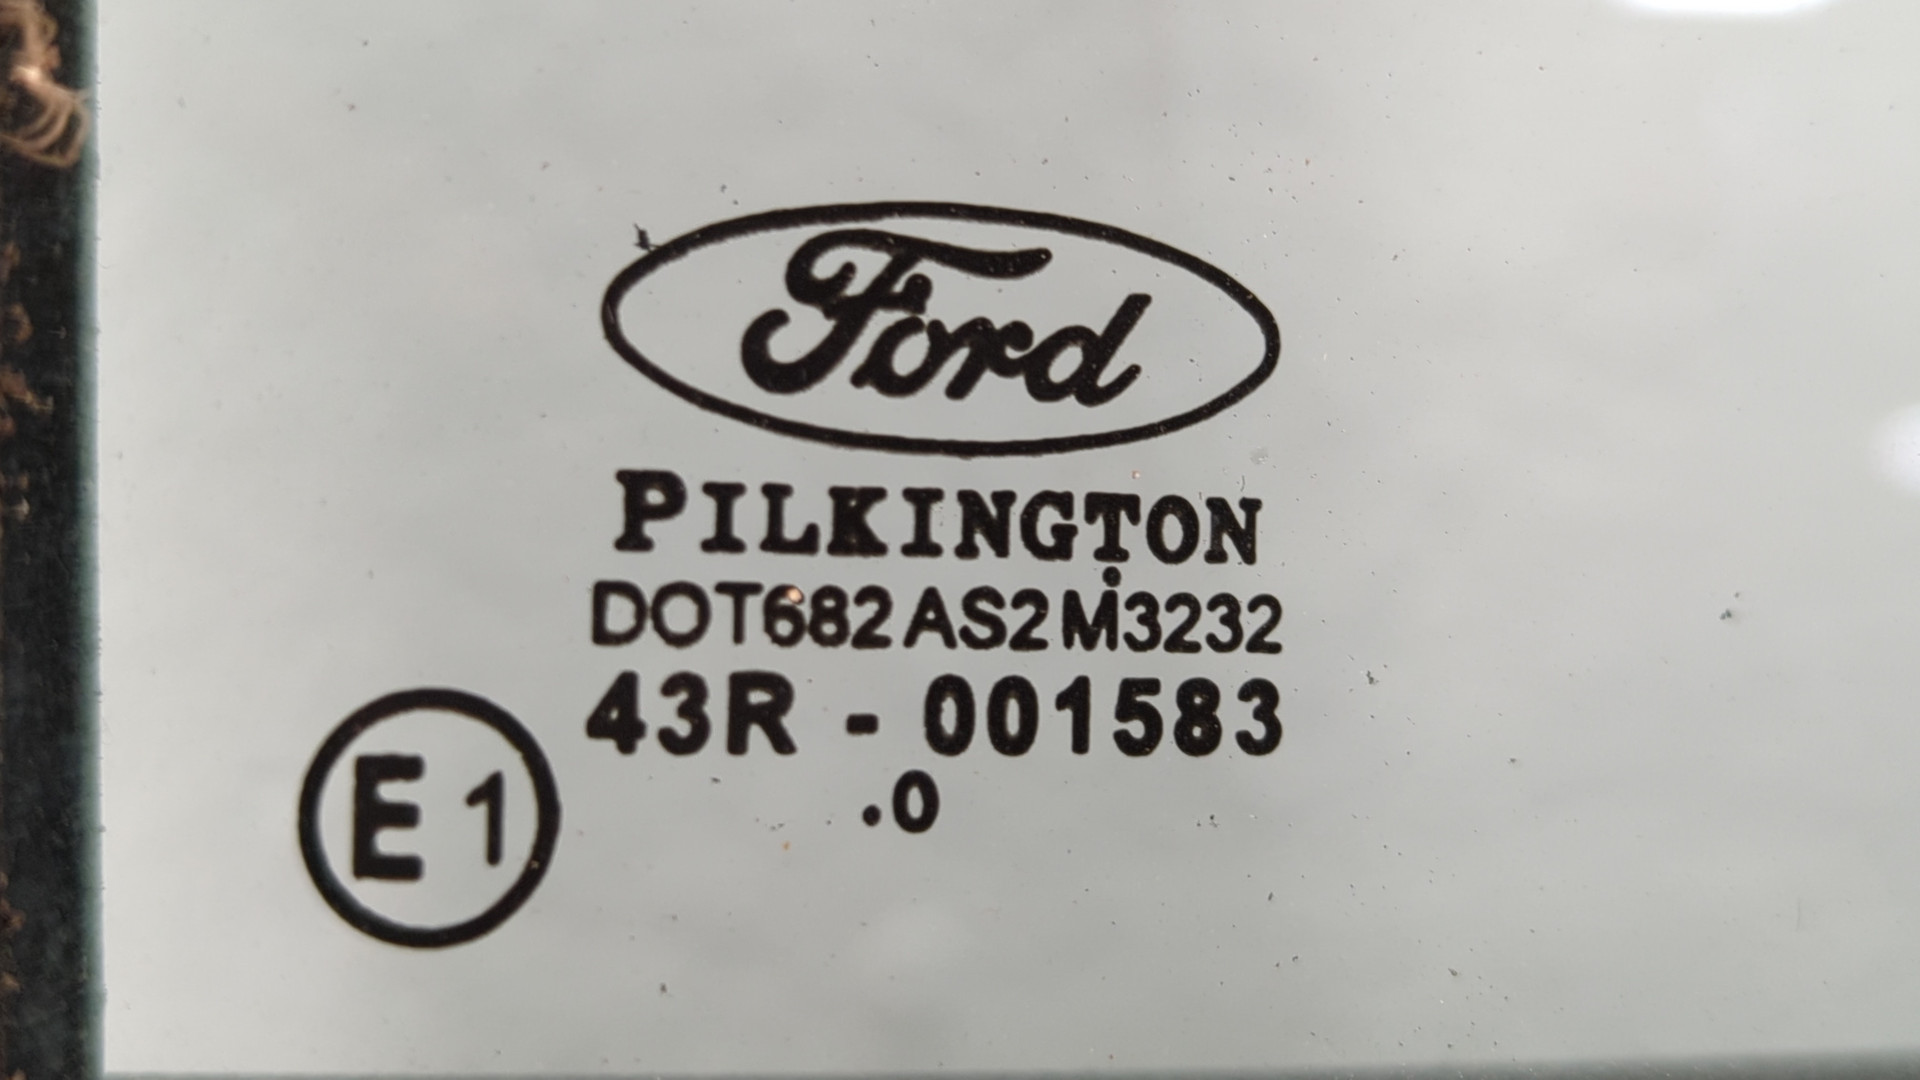 Ford
PILKINGTON
DOT682 AS2 M3232
43R - 001583
E1
.0